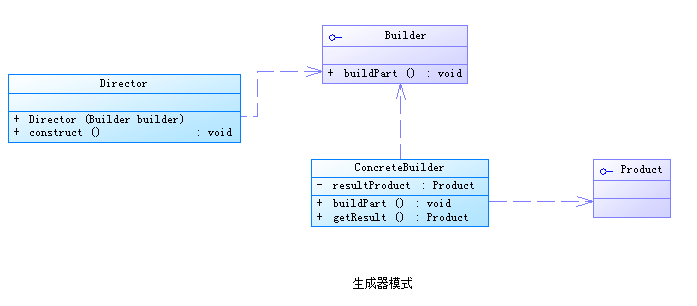 Builder
+ buildPart () : void
Director
+ Director (Builder builder)
+ construct () : void
ConcreteBuilder
- resultProduct : Product
+ buildPart () : void
+ getResult () : Product
Product
生成器模式